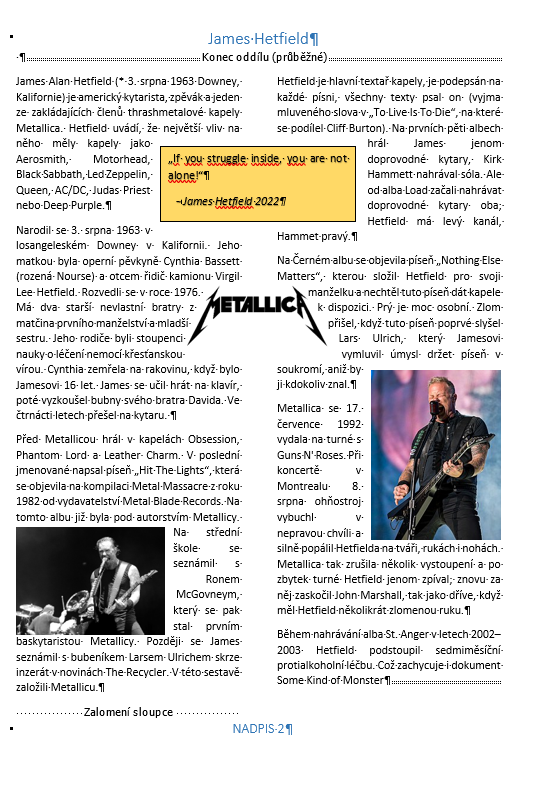 James Hetfield¶
¶ Konec oddílu (průběžné)
James Alan Hetfield (* 3. srpna 1963 Downey,
Kalifornie) je americký kytarista, zpěvák a jeden
ze zakládajících členů thrashmetalové kapely
Metallica. Hetfield uvádí, že největší vliv na
něho měly kapely jako
Aerosmith, Motorhead,
Black Sabbath, Led Zeppelin,
Queen, AC/DC, Judas Priest
nebo Deep Purple.¶
Narodil se 3. srpna 1963 v
losangeleském Downey v Kalifornii. Jeho
matkou byla operní pěvkyně Cynthia Bassett
(rozená Nourse) a otcem řidič kamionu Virgil
Lee Hetfield. Rozvedli se v roce 1976.
Má dva starší nevlastní bratry z
matčina prvního manželství a mladší
sestru. Jeho rodiče byli stoupenci
nauky o léčení nemocí křesťanskou
vírou. Cynthia zemřela na rakovinu, když bylo
Jamesovi 16 let. James se učil hrát na klavír,
poté vyzkoušel bubny svého bratra Davida. Ve
čtrnácti letech přešel na kytaru. ¶
Před Metallicou hrál v kapelách Obsession,
Phantom Lord a Leather Charm. V poslední
jmenované napsal píseň „Hit The Lights“, která
se objevila na kompilaci Metal Massacre z roku
1982 od vydavatelství Metal Blade Records. Na
tomto albu již byla pod autorstvím Metallicy.
Na střední
škole se
seznámil s
Ronem
McGovneym,
který se pak
stal prvním
baskytaristou Metallicy. Později se James
seznámil s bubeníkem Larsem Ulrichem skrze
inzerát v novinách The Recycler. V této sestavě
založili Metallicu.¶
Zalomení sloupce
„If you struggle inside, you are not
alone!“¶
-James Hetfield 2022¶
METALLICA
Hetfield je hlavní textař kapely, je podepsán na
každé písni, všechny texty psal on (vyjma
mluveného slova v „To Live Is To Die“, na které
se podílel Cliff Burton). Na prvních pěti albech
hrál James jenom
doprovodné kytary, Kirk
Hammett nahrával sóla. Ale
od alba Load začali nahrávat
doprovodné kytary oba;
Hetfield má levý kanál,
Hammet pravý.¶
Na Černém albu se objevila píseň „Nothing Else
Matters“, kterou složil Hetfield pro svoji
manželku a nechtěl tuto píseň dát kapele
k dispozici. Prý je moc osobní. Zlom
přišel, když tuto píseň poprvé slyšel
Lars Ulrich, který Jamesovi
vymluvil úmysl držet píseň v
soukromí, aniž by
ji kdokoliv znal.¶
Metallica se 17.
července 1992
vydala na turné s
Guns N' Roses. Při
koncertě v
Montrealu 8.
srpna ohňostroj
vybuchl v
nepravou chvíli a
silně popálil Hetfielda na tváři, rukách i nohách.
Metallica tak zrušila několik vystoupení a po
zbytek turné Hetfield jenom zpíval; znovu za
něj zaskočil John Marshall, tak jako dříve, když
měl Hetfield několikrát zlomenou ruku.¶
Během nahrávání alba St. Anger v letech 2002–
2003 Hetfield podstoupil sedmiměsíční
protialkoholní léčbu. Což zachycuje i dokument
Some Kind of Monster¶
NADPIS 2¶